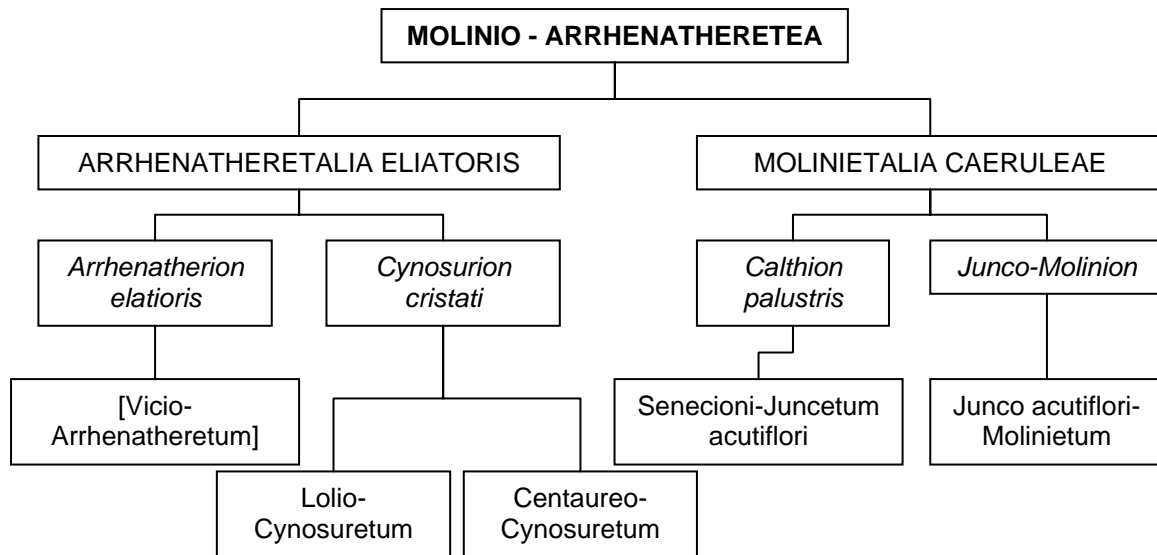 MOLINIO - ARRHENATHERETEA
ARRHENATHERETALIA ELIATORIS
MOLINIETALIA CAERULEAE
Arrhenatherion
elatioris
Cynosurion
cristati
Calthion
palustris
Junco-Molinion
[Vicio-
Arrhenatheretum]
Senecioni-Juncetum
acutiflori
Junco acutiflori-
Molinietum
Lolio-
Cynosuretum
Centaureo-
Cynosuretum